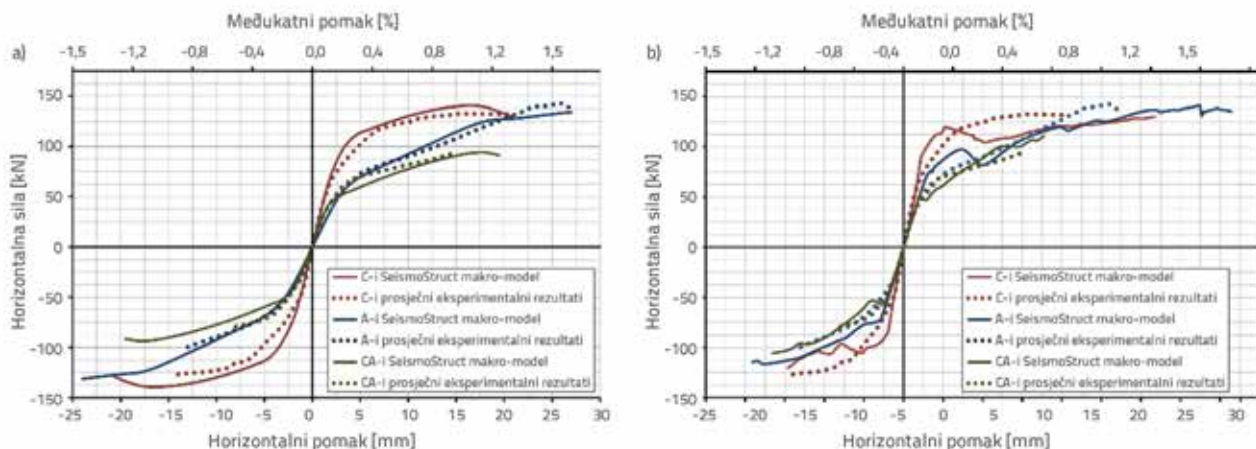 a)
Međukatni pomak [%]
-1,5 -1,2 -0,8 -0,4 0,0 0,4 0,8 1,2 1,6
Horizontalna sila [kN]
150
100
50
0
-50
-100
-150
C-i SeismoStruct makro-model
C-i prosječni eksperimentalni rezultati
A-i SeismoStruct makro-model
A-i prosječni eksperimentalni rezultati
CA-i SeismoStruct makro-model
CA-i prosječni eksperimentalni rezultati
-25 -20 -15 -10 -5 0 5 10 15 20 25 30
Horizontalni pomak [mm]
b)
Međukatni pomak [%]
-1,5 -1,2 -0,8 -0,4 0,0 0,4 0,8 1,2 1,5
Horizontalna sila [kN]
150
100
50
0
-50
-100
-150
C-i SeismoStruct makro-model
C-i prosječni eksperimentalni rezultati
A-i SeismoStruct makro-model
A-i prosječni eksperimentalni rezultati
CA-i SeismoStruct makro-model
CA-i prosječni eksperimentalni rezultati
-25 -20 -15 -10 -5 0 5 10 15 20 25 30
Horizontalni pomak [mm]